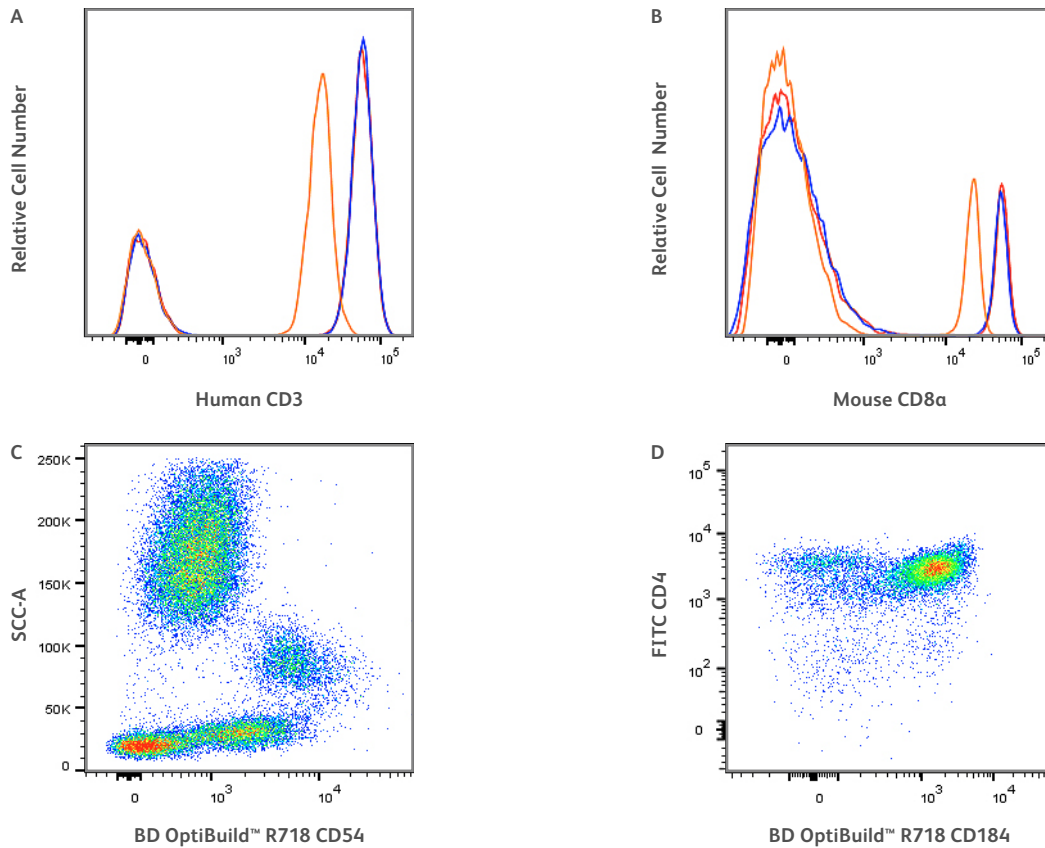 A
Relative Cell Number
0
10³
10⁴
10⁵
Human CD3
B
Relative Cell Number
0
10³
10⁴
10⁵
Mouse CD8α
C
SCC-A
250K
200K
150K
100K
50K
0
0
10³
10⁴
BD OptiBuild™ R718 CD54
D
FITC CD4
10⁵
10⁴
10³
10²
0
0
10³
10⁴
BD OptiBuild™ R718 CD184